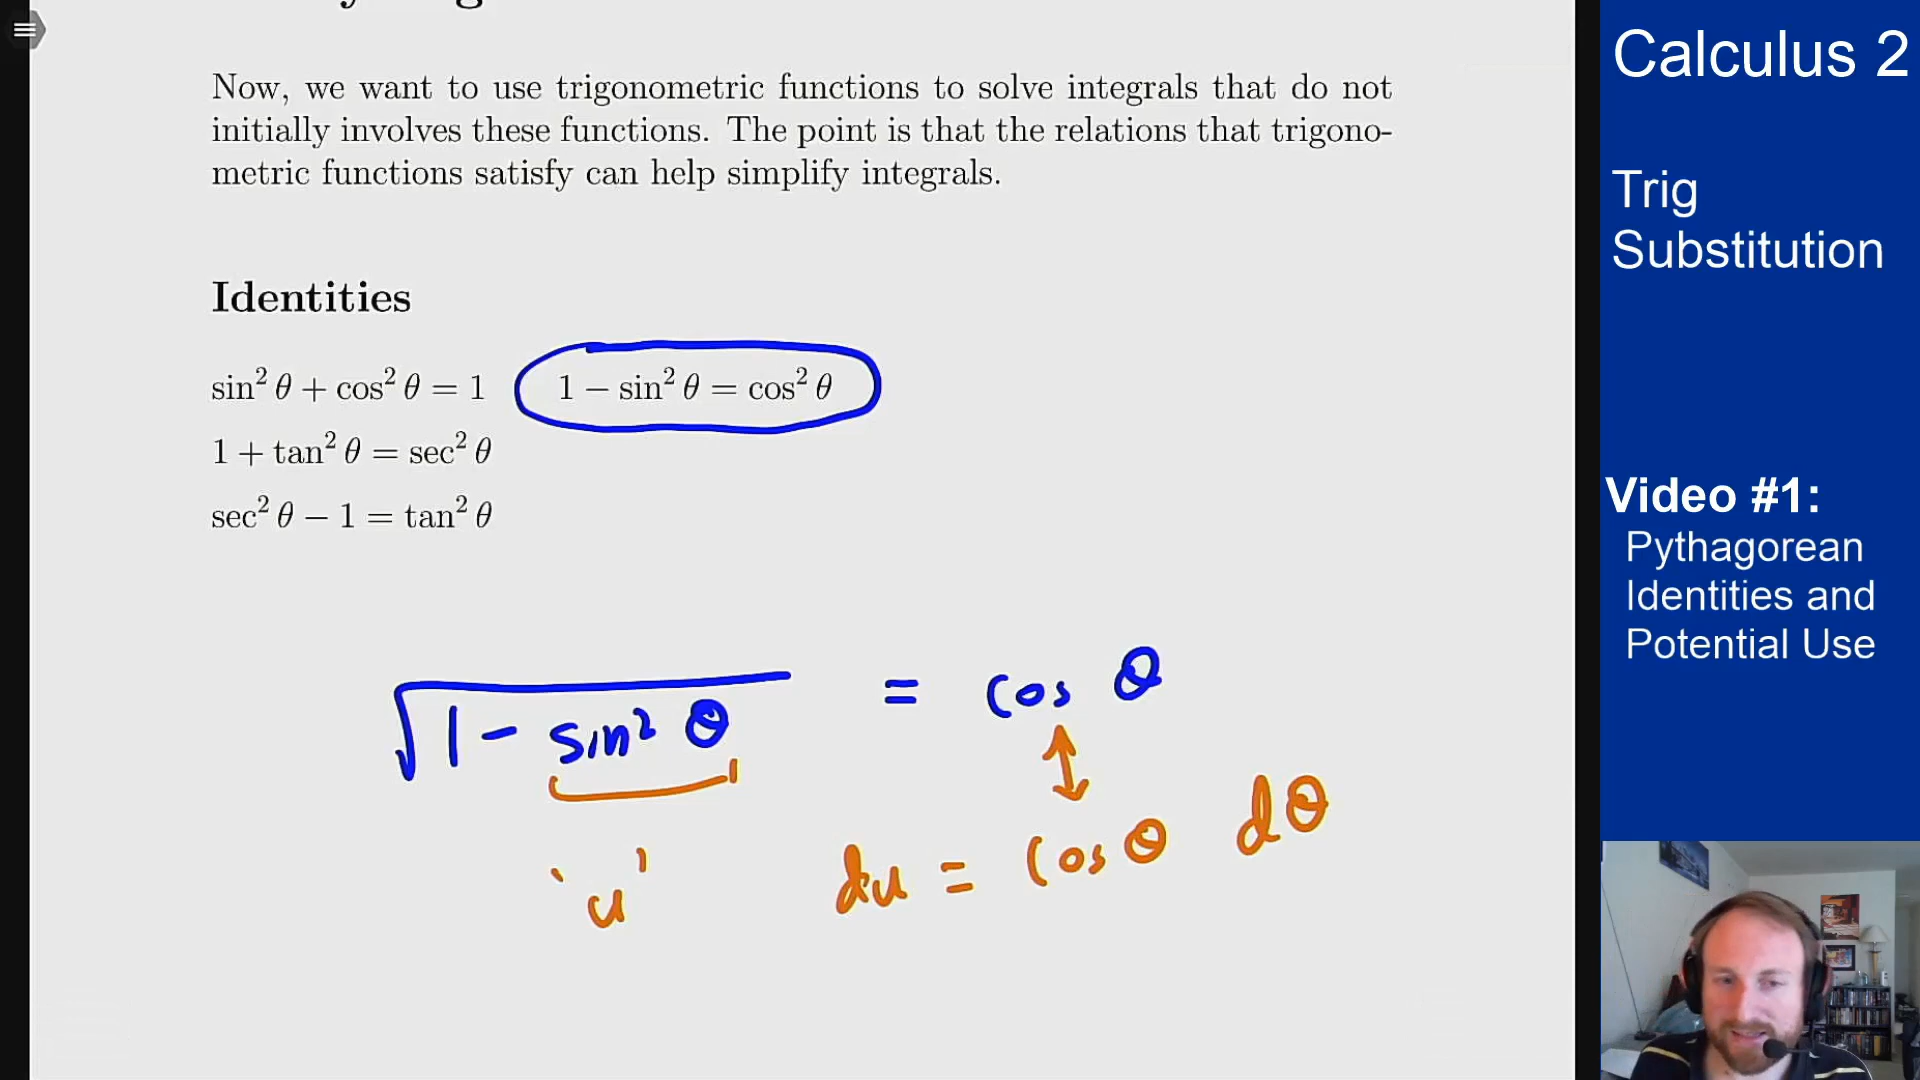 Now, we want to use trigonometric functions to solve integrals that do not
initially involves these functions. The point is that the relations that trigono-
metric functions satisfy can help simplify integrals.
Identities
sin² θ + cos² θ = 1 1 − sin² θ = cos² θ
1 + tan² θ = sec² θ
sec² θ − 1 = tan² θ
√(1 − sin² θ) = cos θ
'u' du = cos θ dθ
Calculus 2
Trig
Substitution
Video #1:
Pythagorean
Identities and
Potential Use